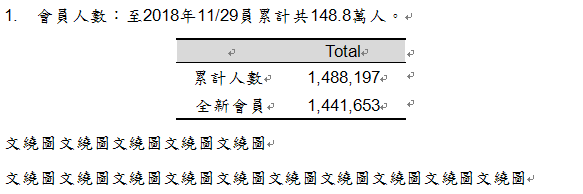 1. 會員人數：至2018年11/29員累計共148.8萬人。
Total
累計人數 1,488,197
全新會員 1,441,653
文繞圖文繞圖文繞圖文繞圖文繞圖
文繞圖文繞圖文繞圖文繞圖文繞圖文繞圖文繞圖文繞圖文繞圖文繞圖